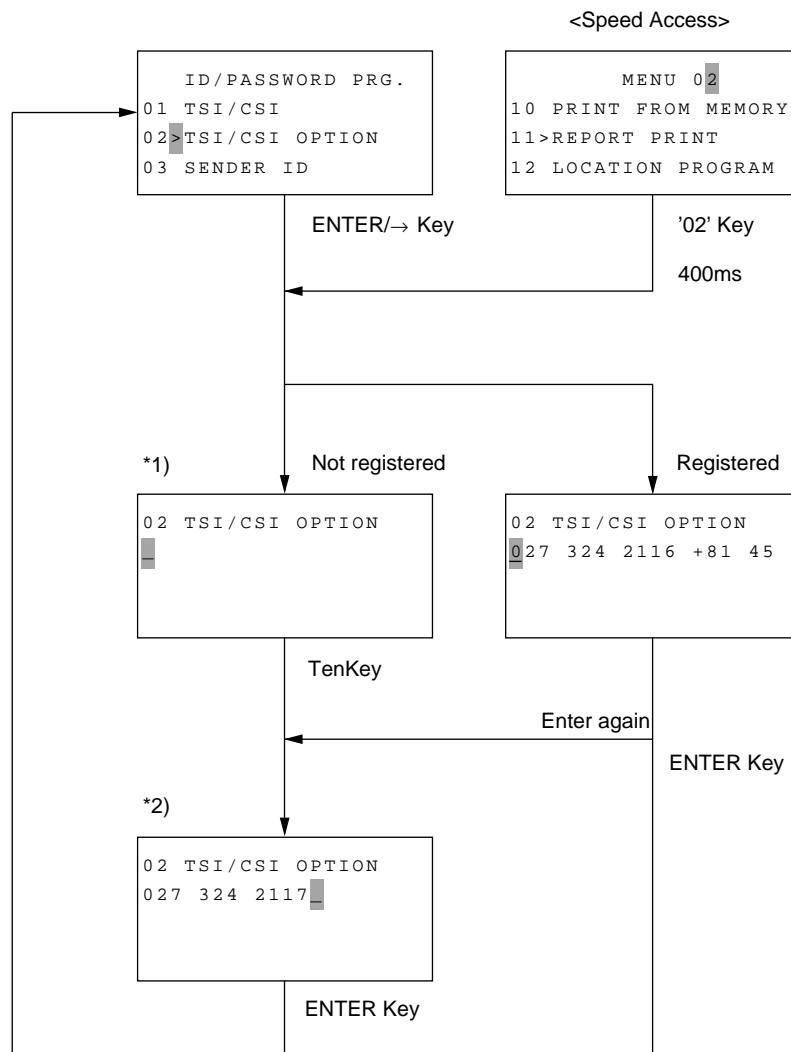 <Speed Access>
ID/PASSWORD PRG.
01 TSI/CSI
02>TSI/CSI OPTION
03 SENDER ID
MENU 02
10 PRINT FROM MEMORY
11>REPORT PRINT
12 LOCATION PROGRAM
ENTER/→ Key
'02' Key
400ms
*1)
Not registered
Registered
02 TSI/CSI OPTION
_
02 TSI/CSI OPTION
027 324 2116 +81 45
TenKey
Enter again
ENTER Key
*2)
02 TSI/CSI OPTION
027 324 2117_
ENTER Key